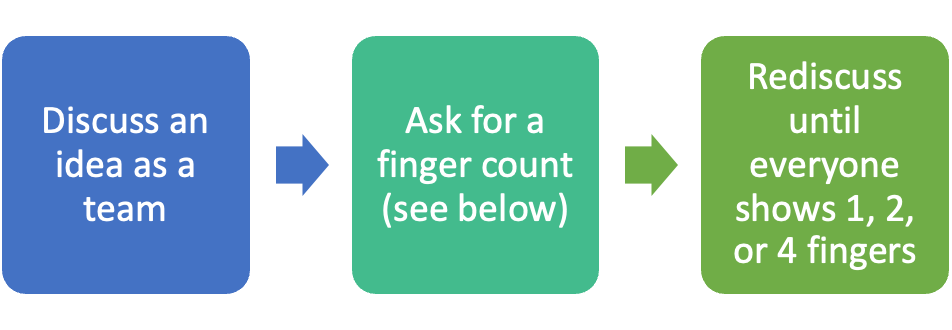 Discuss an
idea as a
team
Ask for a
finger count
(see below)
Rediscuss
until
everyone
shows 1, 2,
or 4 fingers